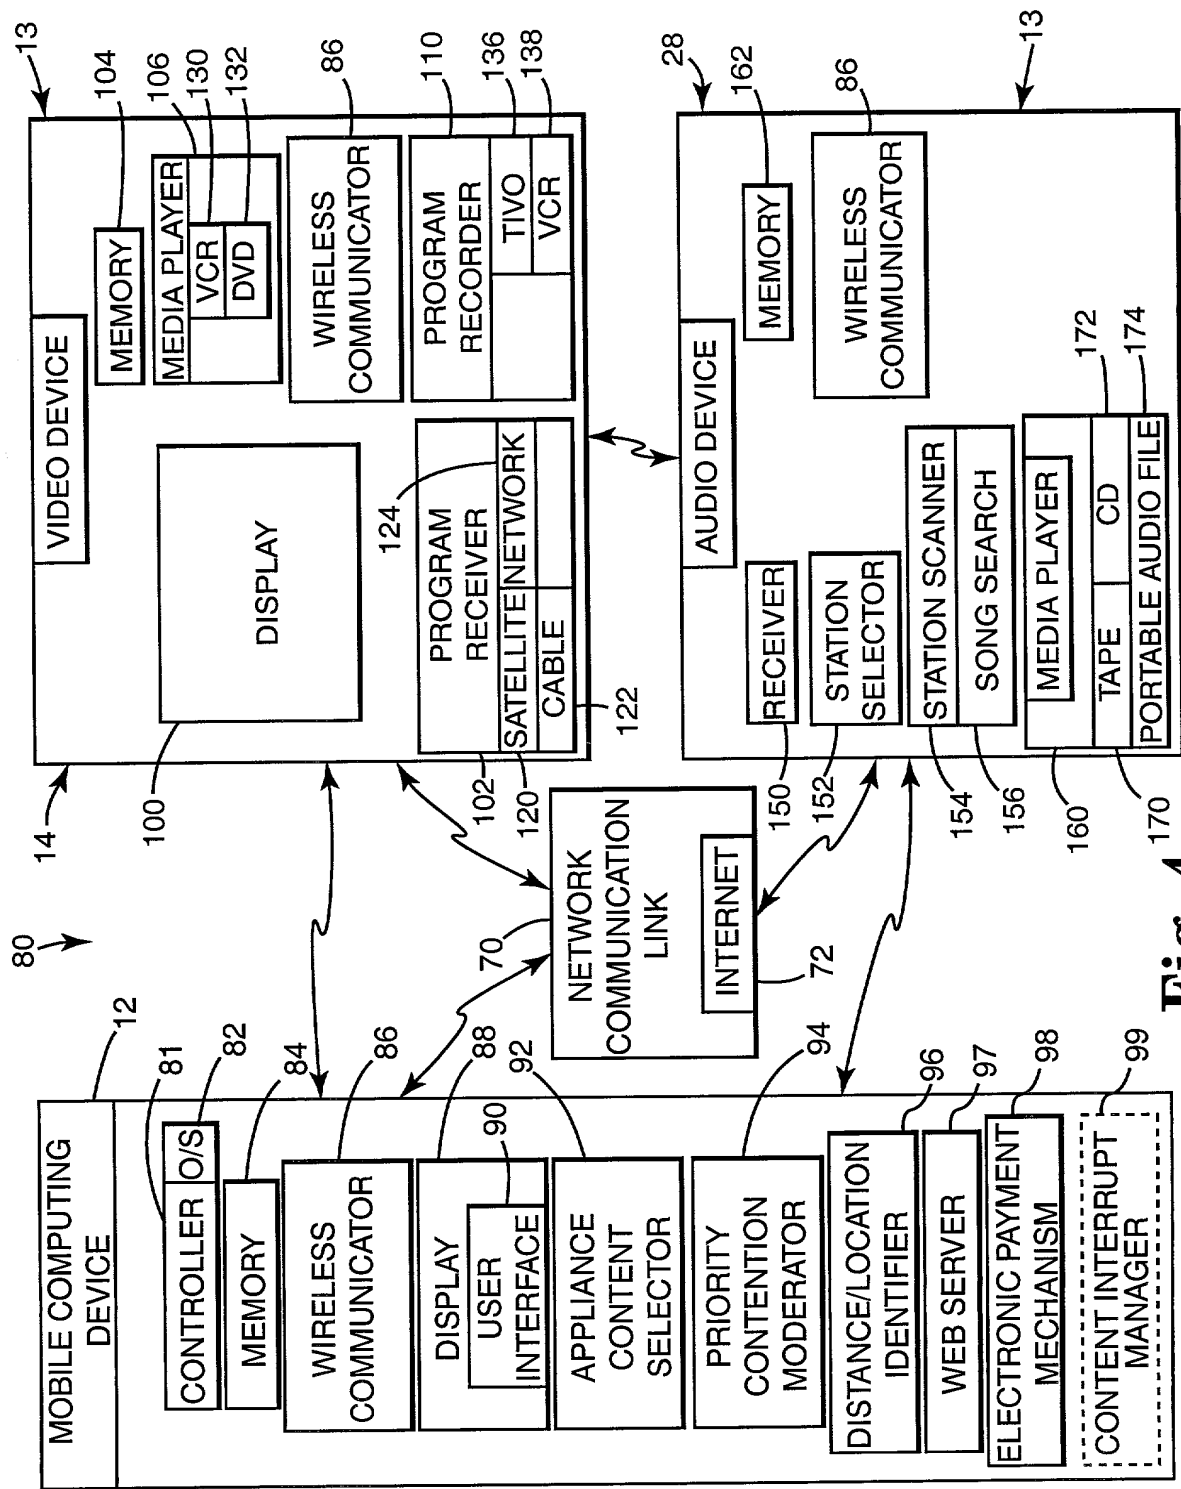 80
MOBILE COMPUTING
DEVICE
12
CONTROLLER O/S
81
82
MEMORY
84
WIRELESS
COMMUNICATOR
86
DISPLAY
88
USER
INTERFACE
90
APPLIANCE
CONTENT
SELECTOR
92
PRIORITY
CONTENTION
MODERATOR
94
DISTANCE/LOCATION
IDENTIFIER
96
WEB SERVER
97
ELECTRONIC PAYMENT
MECHANISM
98
CONTENT INTERRUPT
MANAGER
99
70
NETWORK
COMMUNICATION
LINK
INTERNET
72
14
13
VIDEO DEVICE
DISPLAY
100
MEMORY
104
MEDIA PLAYER
106
VCR
130
DVD
132
WIRELESS
COMMUNICATOR
86
PROGRAM
RECEIVER
102
SATELLITE NETWORK
120
124
CABLE
122
PROGRAM
RECORDER
110
TIVO
136
VCR
138
28
13
AUDIO DEVICE
RECEIVER
150
MEMORY
162
STATION
SELECTOR
152
WIRELESS
COMMUNICATOR
86
STATION SCANNER
154
SONG SEARCH
156
MEDIA PLAYER
160
TAPE
170
CD
172
PORTABLE AUDIO FILE
174